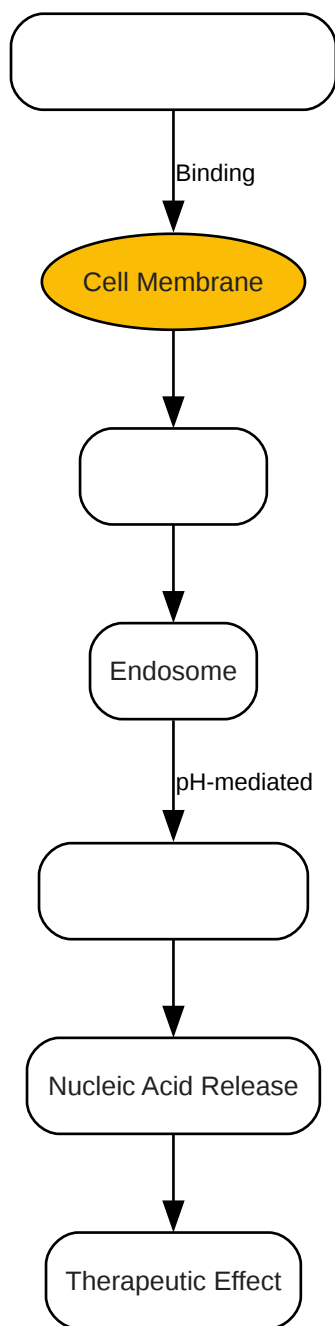 Binding
Cell Membrane
Endosome
pH-mediated
Nucleic Acid Release
Therapeutic Effect